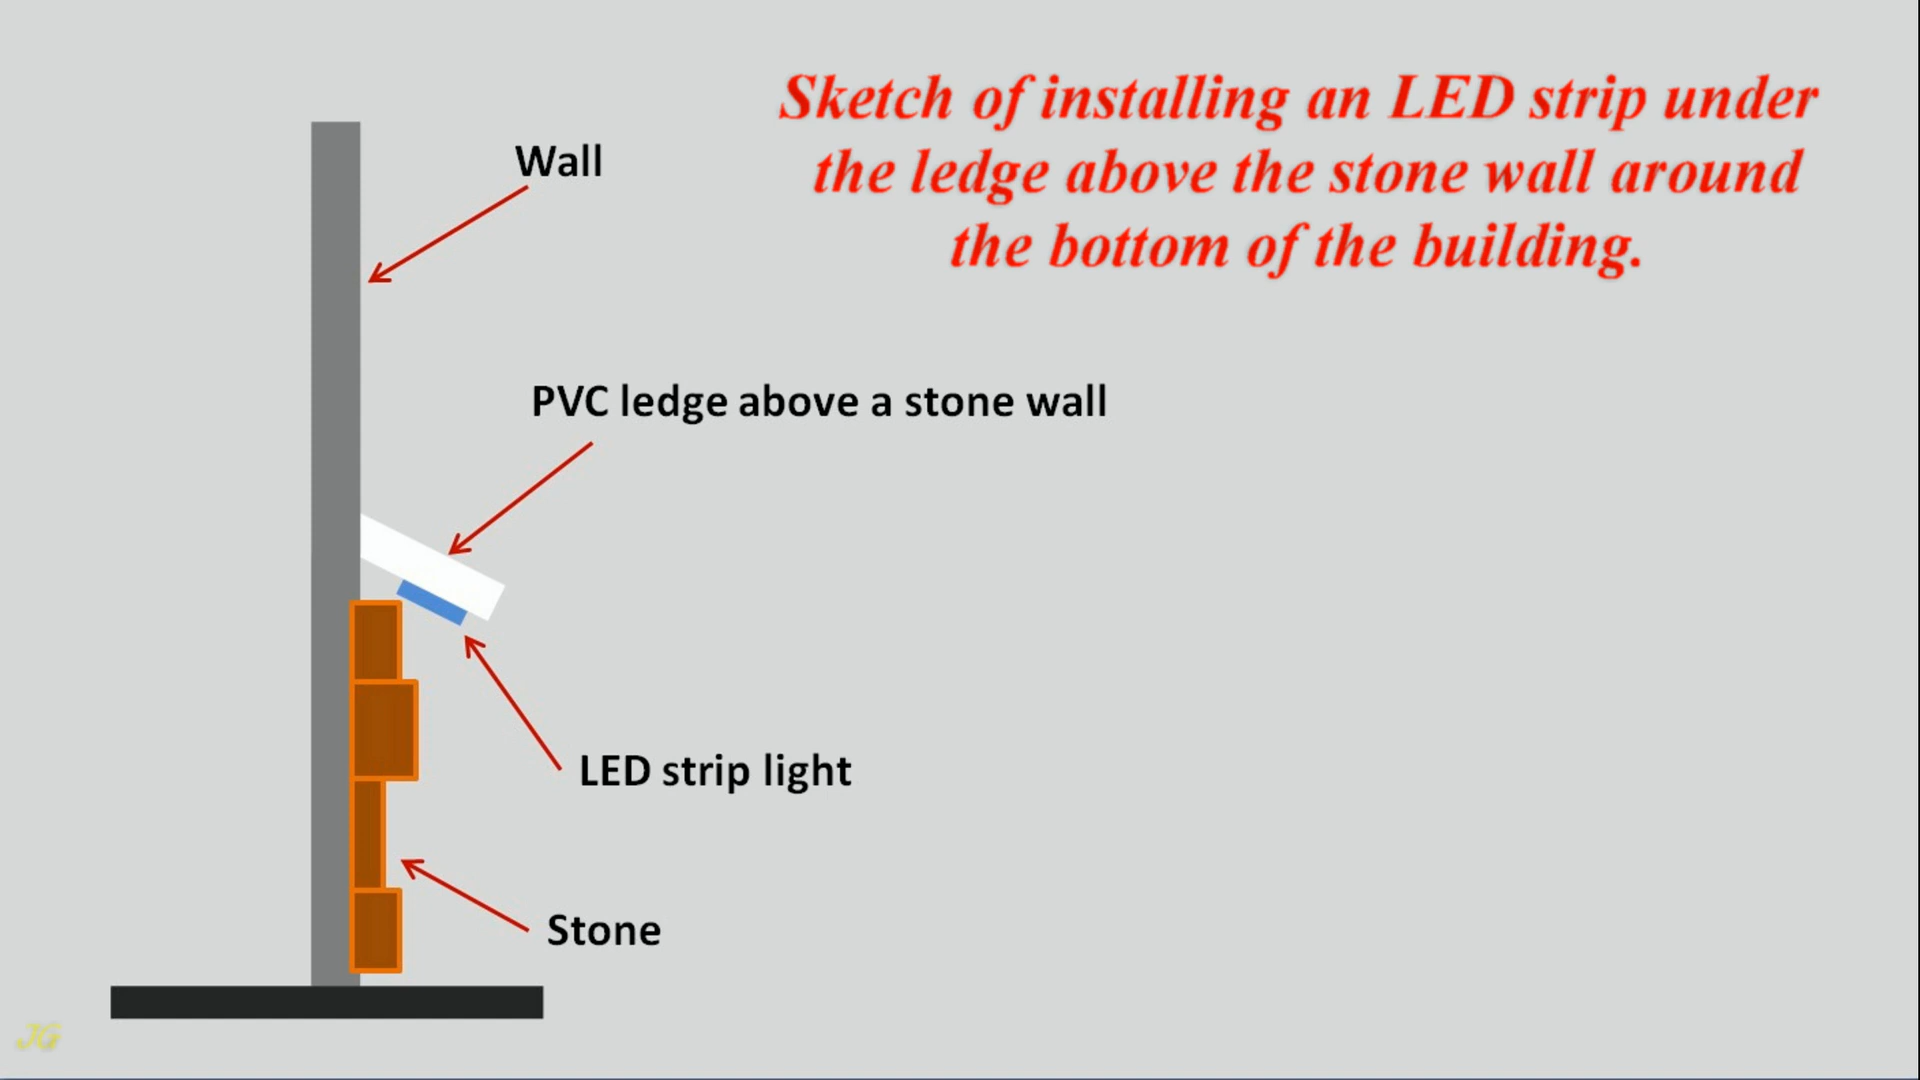 Sketch of installing an LED strip under
the ledge above the stone wall around
the bottom of the building.
Wall
PVC ledge above a stone wall
LED strip light
Stone
JG